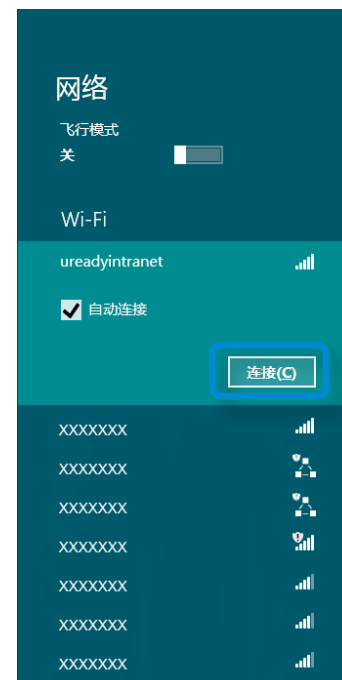 网络
飞行模式
关
Wi-Fi
ureadyintranet
自动连接
连接(C)
xxxxxxx
xxxxxxx
xxxxxxx
xxxxxxx
xxxxxxx
xxxxxxx
xxxxxxx